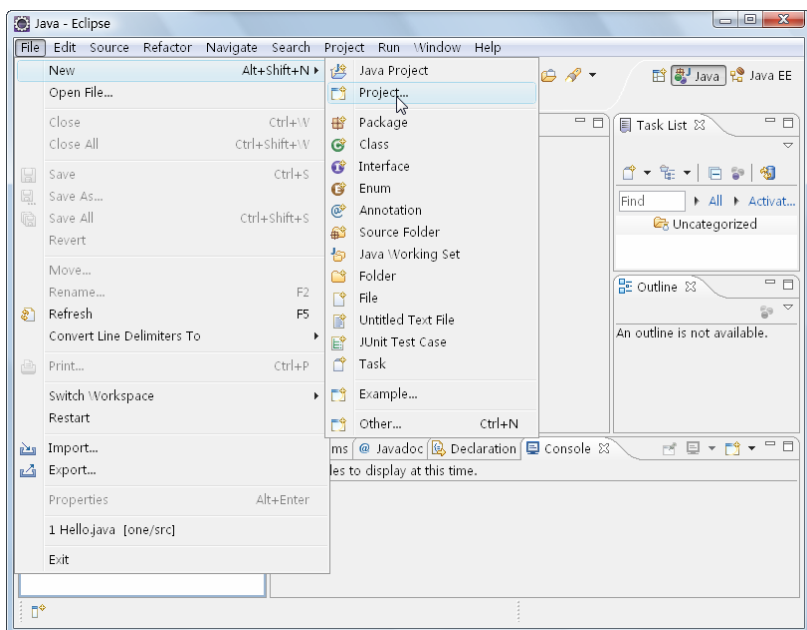 Java - Eclipse
File Edit Source Refactor Navigate Search Project Run Window Help
New Alt+Shift+N
Open File...
Close Ctrl+W
Close All Ctrl+Shift+W
Save Ctrl+S
Save As...
Save All Ctrl+Shift+S
Revert
Move...
Rename... F2
Refresh F5
Convert Line Delimiters To
Print... Ctrl+P
Switch Workspace
Restart
Import...
Export...
Properties Alt+Enter
1 Hello.java [one/src]
Exit
Java Project
Project...
Package
Class
Interface
Enum
Annotation
Source Folder
Java Working Set
Folder
File
Untitled Text File
JUnit Test Case
Task
Example...
Other... Ctrl+N
Java Java EE
Task List
Find All Activat...
Uncategorized
Outline
An outline is not available.
ms @ Javadoc Declaration Console
les to display at this time.